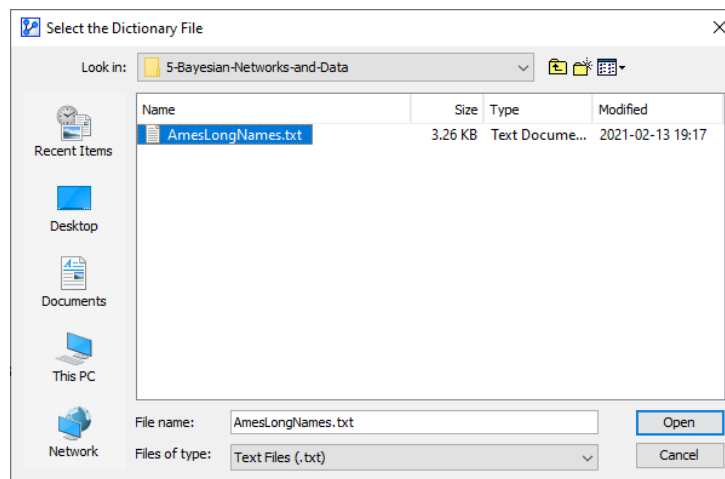 Select the Dictionary File
Look in: 5-Bayesian-Networks-and-Data
Name Size Type Modified
AmesLongNames.txt 3.26 KB Text Docume... 2021-02-13 19:17
Recent Items
Desktop
Documents
This PC
Network
File name: AmesLongNames.txt Open
Files of type: Text Files (.txt) Cancel